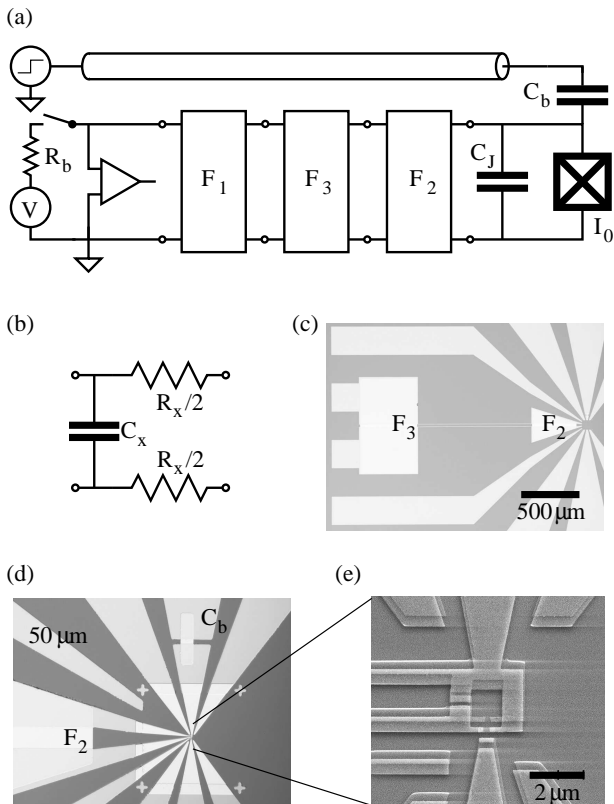 (a)
C_b
R_b
V
F_1
F_3
F_2
C_J
I_0
(b)
R_x/2
C_x
R_x/2
(c)
F_3
F_2
500 μm
(d)
50 μm
C_b
F_2
(e)
2 μm